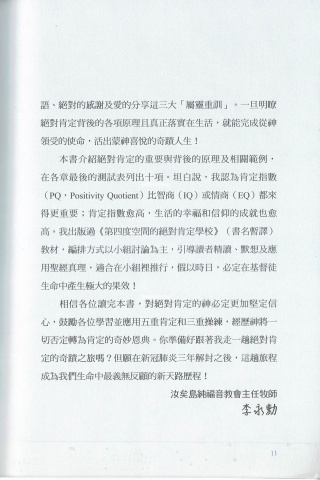 語、絕對的感謝及愛的分享這三大「屬靈重訓」。一旦明瞭
絕對肯定背後的各項原理且真正落實在生活，就能完成從神
領受的使命，活出蒙神喜悅的奇蹟人生！
本書介紹絕對肯定的重要與背後的原理及相關範例，
在各章最後的測試表列出十項。坦白說，我認為肯定指數
（PQ，Positivity Quotient）比智商（IQ）或情商（EQ）都來
得更重要；肯定指數愈高，生活的幸福和信仰的成就也愈
高。我出版過《第四度空間的絕對肯定學校》（書名暫譯）
教材，編排方式以小組討論為主，引導讀者精讀、默想及應
用聖經真理，適合在小組裡推行，假以時日，必定在基督徒
生命中產生極大的果效！
相信各位讀完本書，對絕對肯定的神必定更加堅定信
心，鼓勵各位學習並應用五重肯定和三重操練，經歷神將一
切否定轉為肯定的奇妙恩典。你準備好跟著我走一趟絕對肯
定的奇蹟之旅嗎？但願在新冠肺炎三年解封之後，這趟旅程
成為我們生命中最義無反顧的新天路歷程！
汝矣島純福音教會主任牧師
李永勳
11